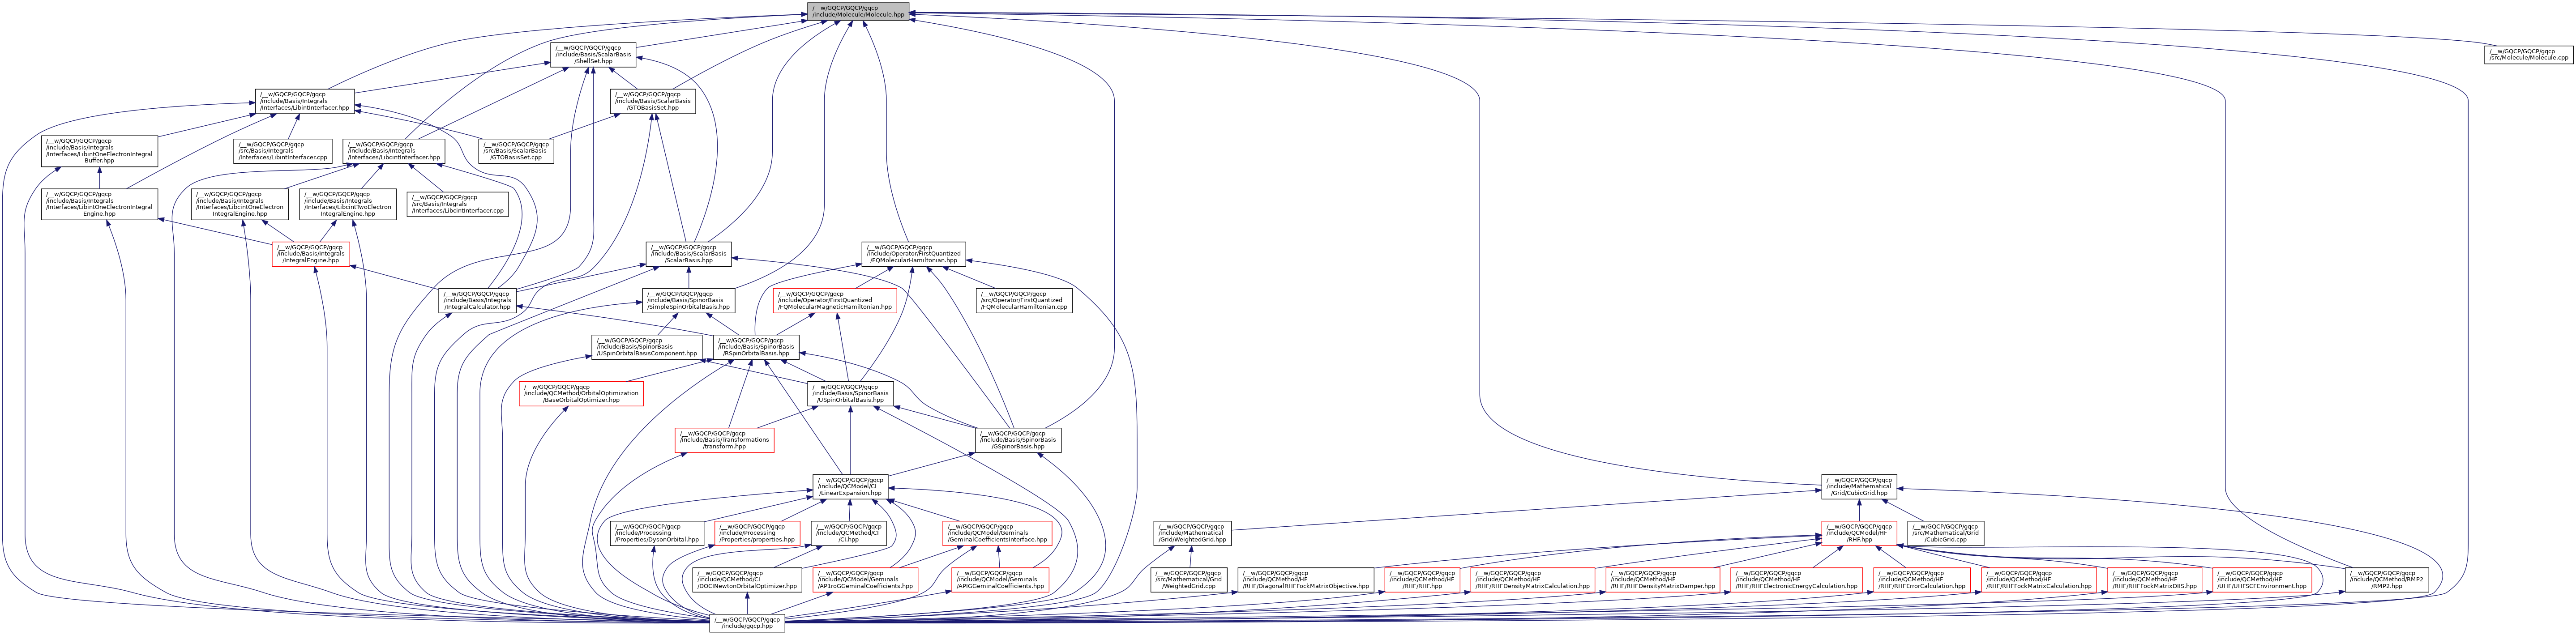 /__w/GQCP/GQCP/gqcp
/include/Molecule/Molecule.hpp
/__w/GQCP/GQCP/gqcp
/include/Basis/ScalarBasis
/ShellSet.hpp
/__w/GQCP/GQCP/gqcp
/src/Molecule/Molecule.cpp
/__w/GQCP/GQCP/gqcp
/include/Basis/Integrals
/Interfaces/LibintInterfacer.hpp
/__w/GQCP/GQCP/gqcp
/include/Basis/ScalarBasis
/GTOBasisSet.hpp
/__w/GQCP/GQCP/gqcp
/include/Basis/Integrals
/Interfaces/LibintOneElectronIntegral
Buffer.hpp
/__w/GQCP/GQCP/gqcp
/src/Basis/Integrals
/Interfaces/LibintInterfacer.cpp
/__w/GQCP/GQCP/gqcp
/include/Basis/Integrals
/Interfaces/LibcintInterfacer.hpp
/__w/GQCP/GQCP/gqcp
/src/Basis/ScalarBasis
/GTOBasisSet.cpp
/__w/GQCP/GQCP/gqcp
/include/Basis/Integrals
/Interfaces/LibintOneElectronIntegral
Engine.hpp
/__w/GQCP/GQCP/gqcp
/include/Basis/Integrals
/Interfaces/LibcintOneElectron
IntegralEngine.hpp
/__w/GQCP/GQCP/gqcp
/include/Basis/Integrals
/Interfaces/LibcintTwoElectron
IntegralEngine.hpp
/__w/GQCP/GQCP/gqcp
/src/Basis/Integrals
/Interfaces/LibcintInterfacer.cpp
/__w/GQCP/GQCP/gqcp
/include/Basis/Integrals
/IntegralEngine.hpp
/__w/GQCP/GQCP/gqcp
/include/Basis/ScalarBasis
/ScalarBasis.hpp
/__w/GQCP/GQCP/gqcp
/include/Operator/FirstQuantized
/FQMolecularHamiltonian.hpp
/__w/GQCP/GQCP/gqcp
/include/Basis/Integrals
/IntegralCalculator.hpp
/__w/GQCP/GQCP/gqcp
/include/Basis/SpinorBasis
/SimpleSpinOrbitalBasis.hpp
/__w/GQCP/GQCP/gqcp
/include/Operator/FirstQuantized
/FQMolecularMagneticHamiltonian.hpp
/__w/GQCP/GQCP/gqcp
/src/Operator/FirstQuantized
/FQMolecularHamiltonian.cpp
/__w/GQCP/GQCP/gqcp
/include/Basis/SpinorBasis
/USpinOrbitalBasisComponent.hpp
/__w/GQCP/GQCP/gqcp
/include/Basis/SpinorBasis
/RSpinOrbitalBasis.hpp
/__w/GQCP/GQCP/gqcp
/include/QCMethod/OrbitalOptimization
/BaseOrbitalOptimizer.hpp
/__w/GQCP/GQCP/gqcp
/include/Basis/SpinorBasis
/USpinOrbitalBasis.hpp
/__w/GQCP/GQCP/gqcp
/include/Basis/Transformations
/transform.hpp
/__w/GQCP/GQCP/gqcp
/include/Basis/SpinorBasis
/GSpinorBasis.hpp
/__w/GQCP/GQCP/gqcp
/include/QCModel/CI
/LinearExpansion.hpp
/__w/GQCP/GQCP/gqcp
/include/Mathematical
/Grid/CubicGrid.hpp
/__w/GQCP/GQCP/gqcp
/include/Processing
/Properties/DysonOrbital.hpp
/__w/GQCP/GQCP/gqcp
/include/Processing
/Properties/properties.hpp
/__w/GQCP/GQCP/gqcp
/include/QCMethod/CI
/CI.hpp
/__w/GQCP/GQCP/gqcp
/include/QCModel/Geminals
/GeminalCoefficientsInterface.hpp
/__w/GQCP/GQCP/gqcp
/include/Mathematical
/Grid/WeightedGrid.hpp
/__w/GQCP/GQCP/gqcp
/include/QCModel/HF
/RHF.hpp
/__w/GQCP/GQCP/gqcp
/src/Mathematical/Grid
/CubicGrid.cpp
/__w/GQCP/GQCP/gqcp
/include/QCMethod/CI
/DOCINewtonOrbitalOptimizer.hpp
/__w/GQCP/GQCP/gqcp
/include/QCModel/Geminals
/AP1roGGeminalCoefficients.hpp
/__w/GQCP/GQCP/gqcp
/include/QCModel/Geminals
/APIGGeminalCoefficients.hpp
/__w/GQCP/GQCP/gqcp
/src/Mathematical/Grid
/WeightedGrid.cpp
/__w/GQCP/GQCP/gqcp
/include/QCMethod/HF
/RHF/DiagonalRHFFockMatrixObjective.hpp
/__w/GQCP/GQCP/gqcp
/include/QCMethod/HF
/RHF/RHF.hpp
/__w/GQCP/GQCP/gqcp
/include/QCMethod/HF
/RHF/RHFDensityMatrixCalculation.hpp
/__w/GQCP/GQCP/gqcp
/include/QCMethod/HF
/RHF/RHFDensityMatrixDamper.hpp
/__w/GQCP/GQCP/gqcp
/include/QCMethod/HF
/RHF/RHFElectronicEnergyCalculation.hpp
/__w/GQCP/GQCP/gqcp
/include/QCMethod/HF
/RHF/RHFErrorCalculation.hpp
/__w/GQCP/GQCP/gqcp
/include/QCMethod/HF
/RHF/RHFFockMatrixCalculation.hpp
/__w/GQCP/GQCP/gqcp
/include/QCMethod/HF
/RHF/RHFFockMatrixDIIS.hpp
/__w/GQCP/GQCP/gqcp
/include/QCMethod/HF
/UHF/UHFSCFEnvironment.hpp
/__w/GQCP/GQCP/gqcp
/include/QCMethod/RMP2
/RMP2.hpp
/__w/GQCP/GQCP/gqcp
/include/gqcp.hpp